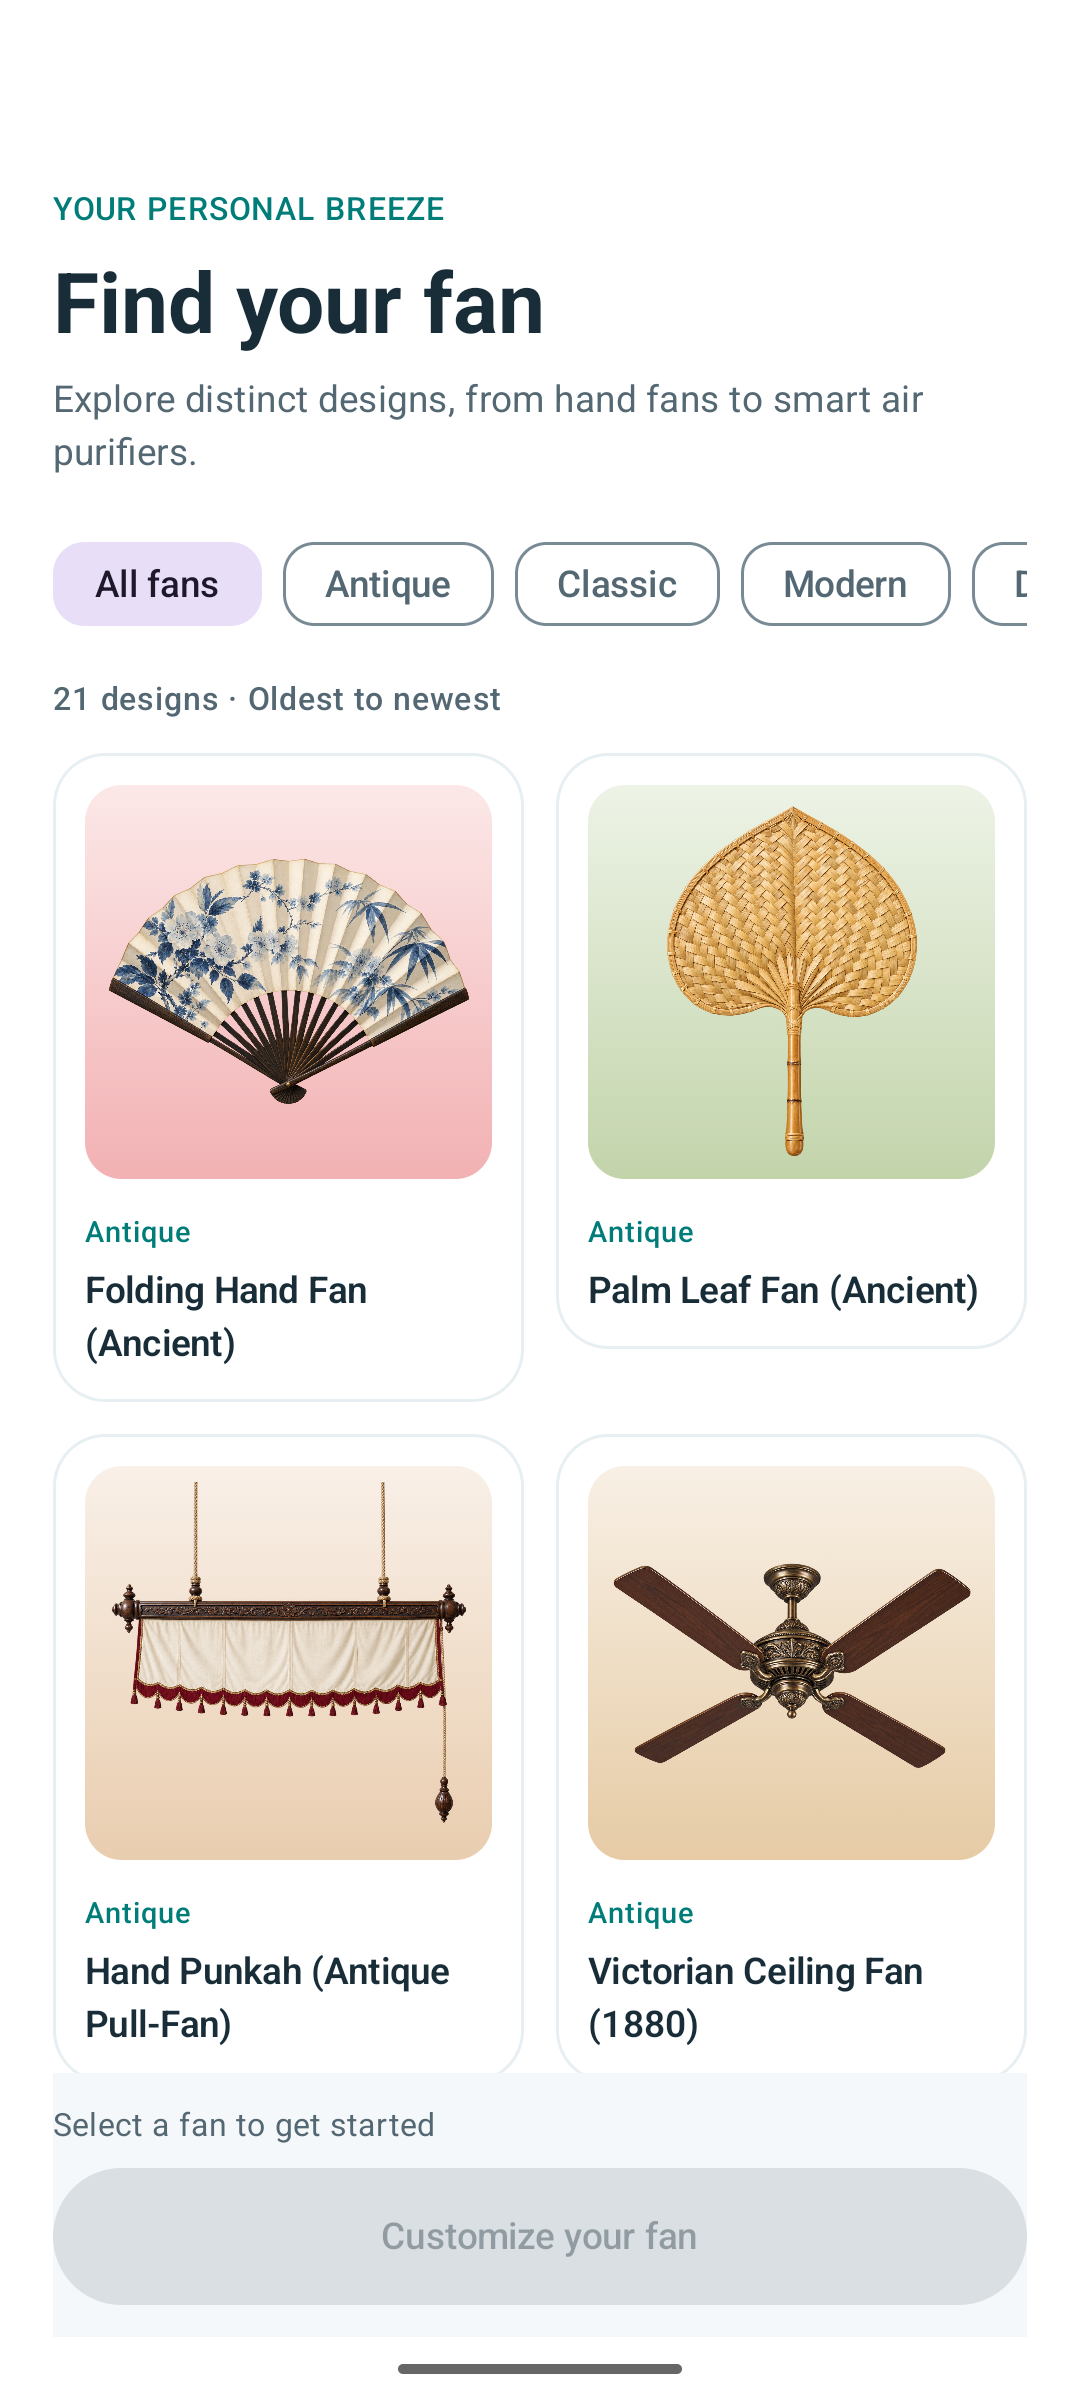 YOUR PERSONAL BREEZE
Find your fan
Explore distinct designs, from hand fans to smart air
purifiers.
All fans
Antique
Classic
Modern
21 designs · Oldest to newest
Antique
Folding Hand Fan
(Ancient)
Antique
Palm Leaf Fan (Ancient)
Antique
Hand Punkah (Antique
Pull-Fan)
Antique
Victorian Ceiling Fan
(1880)
Select a fan to get started
Customize your fan